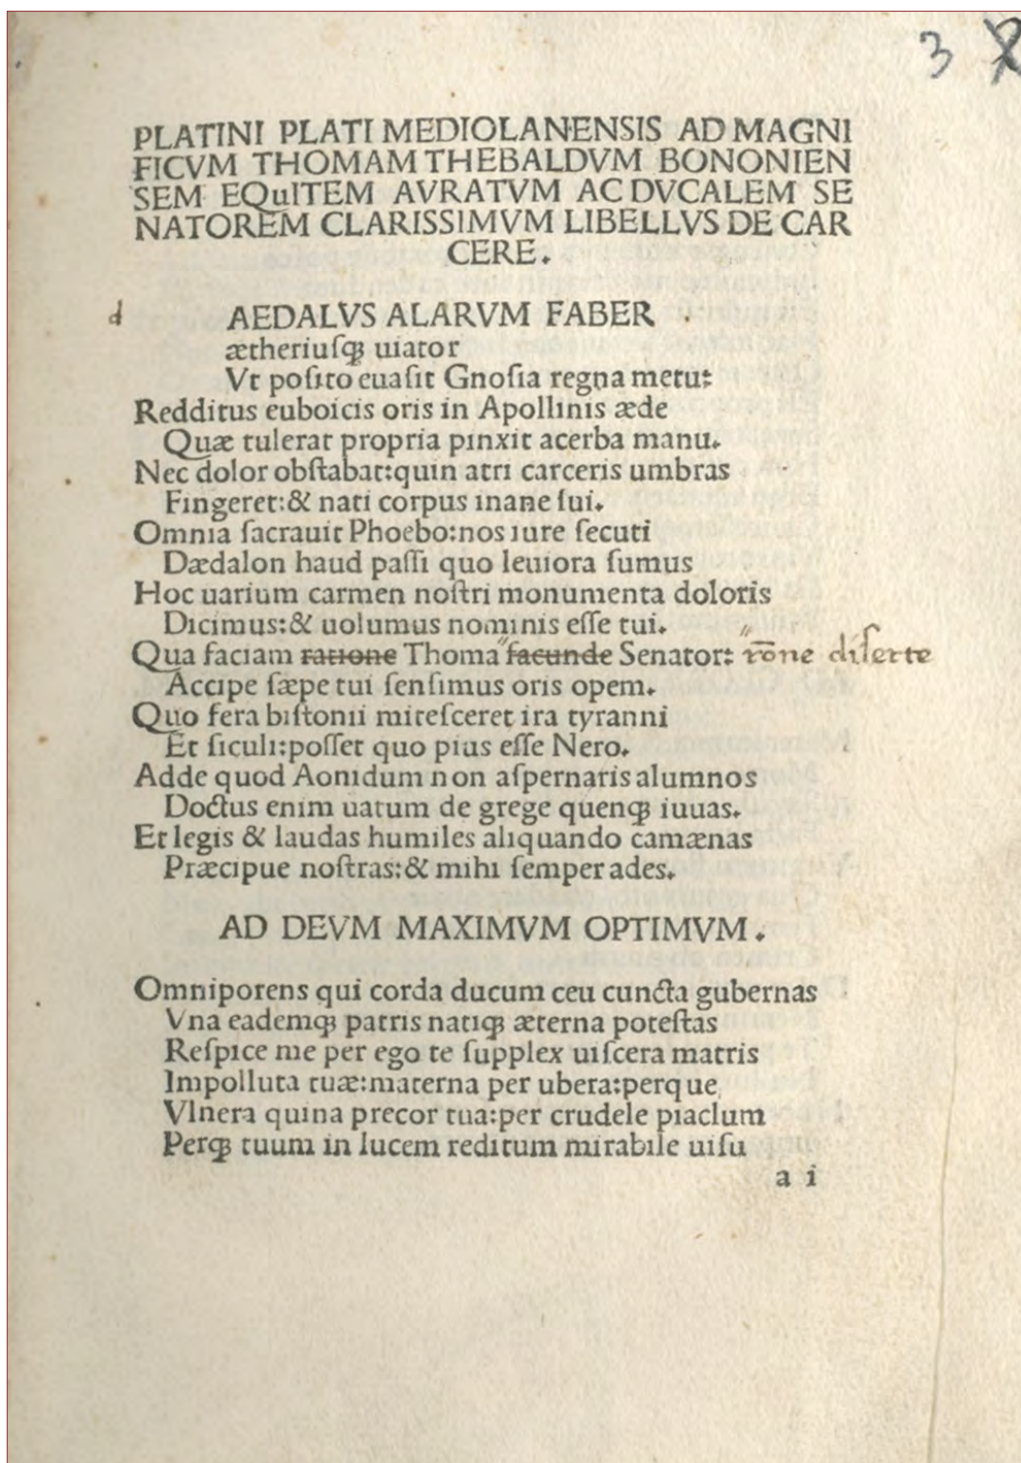 3
PLATINI PLATI MEDIOLANENSIS AD MAGNI
FICVM THOMAM THEBALDVM BONONIEN
SEM EQuITEM AVRATVM AC DVCALEM SE
NATOREM CLARISSIMVM LIBELLVS DE CAR
CERE.
d AEDALVS ALARVM FABER
ætheriuſqꝫ uiator
Vt poſito euaſit Gnoſia regna metu:
Redditus euboicis oris in Apollinis æde
Quæ tulerat propria pinxit acerba manu.
Nec dolor obſtabat:quin atri carceris umbras
Fingeret:& nati corpus inane ſui.
Omnia ſacrauit Phoebo:nos iure ſecuti
Dædalon haud paſſi quo leuiora ſumus
Hoc uarium carmen noſtri monumenta doloris
Dicimus:& uolumus nominis eſſe tui.
Qua faciam ratione Thoma facunde Senator: rōne diſerte
Accipe ſæpe tui ſenſimus oris opem.
Quo fera biſtonii miteſceret ira tyranni
Et ſiculi:poſſet quo pius eſſe Nero.
Adde quod Aonidum non aſpernaris alumnos
Doctus enim uatum de grege quenqꝫ iuuas.
Et legis & laudas humiles aliquando camænas
Præcipue noſtras:& mihi ſemper ades.
AD DEVM MAXIMVM OPTIMVM.
Omnipotens qui corda ducum ceu cuncta gubernas
Vna eademqꝫ patris natiqꝫ æterna poteſtas
Reſpice me per ego te ſupplex uiſcera matris
Impolluta tuæ:materna per ubera:perque
Vlnera quina precor tua:per crudele piaclum
Perqꝫ tuum in lucem reditum mirabile uiſu
a i